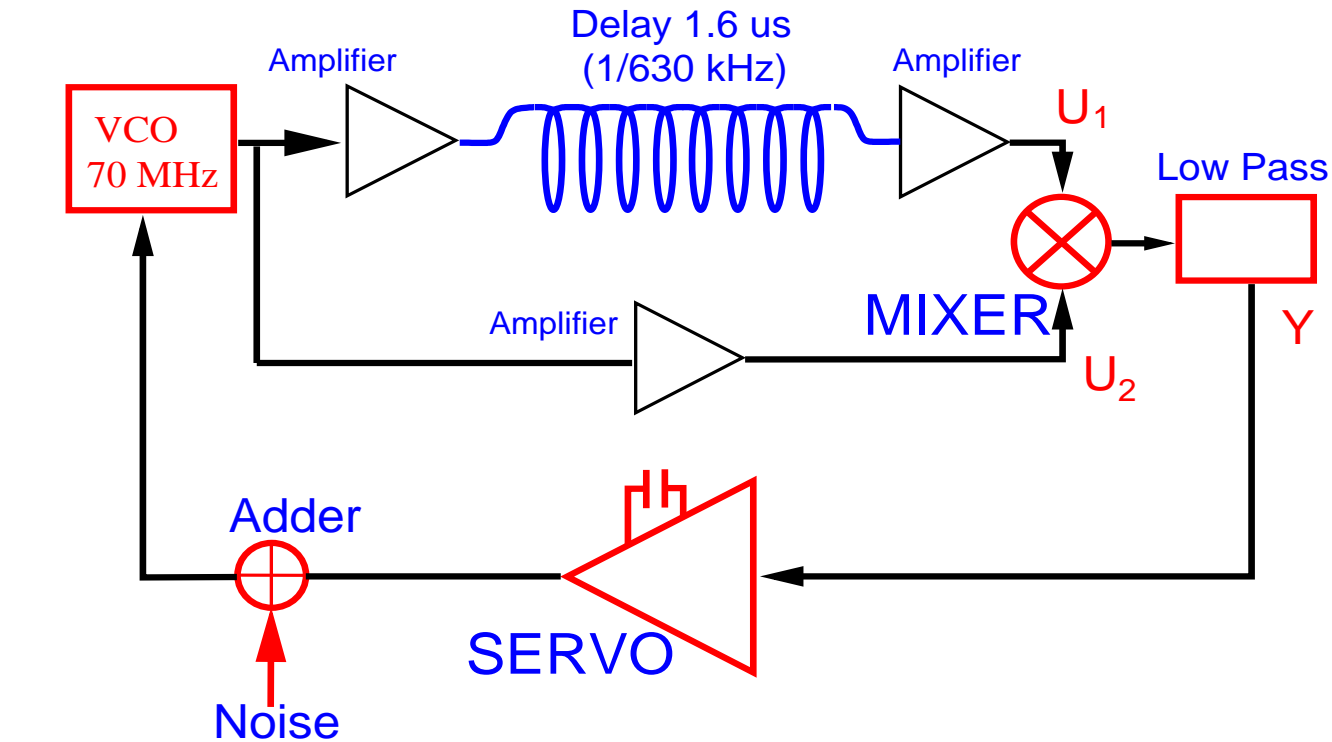 Delay 1.6 us
(1/630 kHz)
Amplifier
Amplifier
VCO
70 MHz
U1
Low Pass
MIXER
Amplifier
Y
U2
Adder
SERVO
Noise